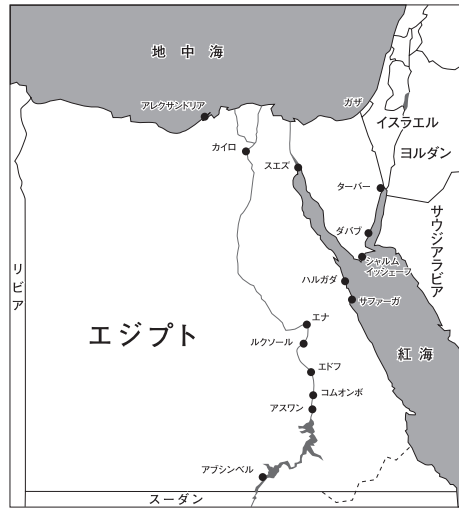 地中海
アレクサンドリア
ガザ
イスラエル
カイロ
スエズ
ヨルダン
ターバー
サウジアラビア
ダバブ
シャルム
イッシェーフ
リビア
ハルガダ
サファーガ
エジプト
エナ
ルクソール
紅海
エドフ
コムオンボ
アスワン
アブシンベル
スーダン